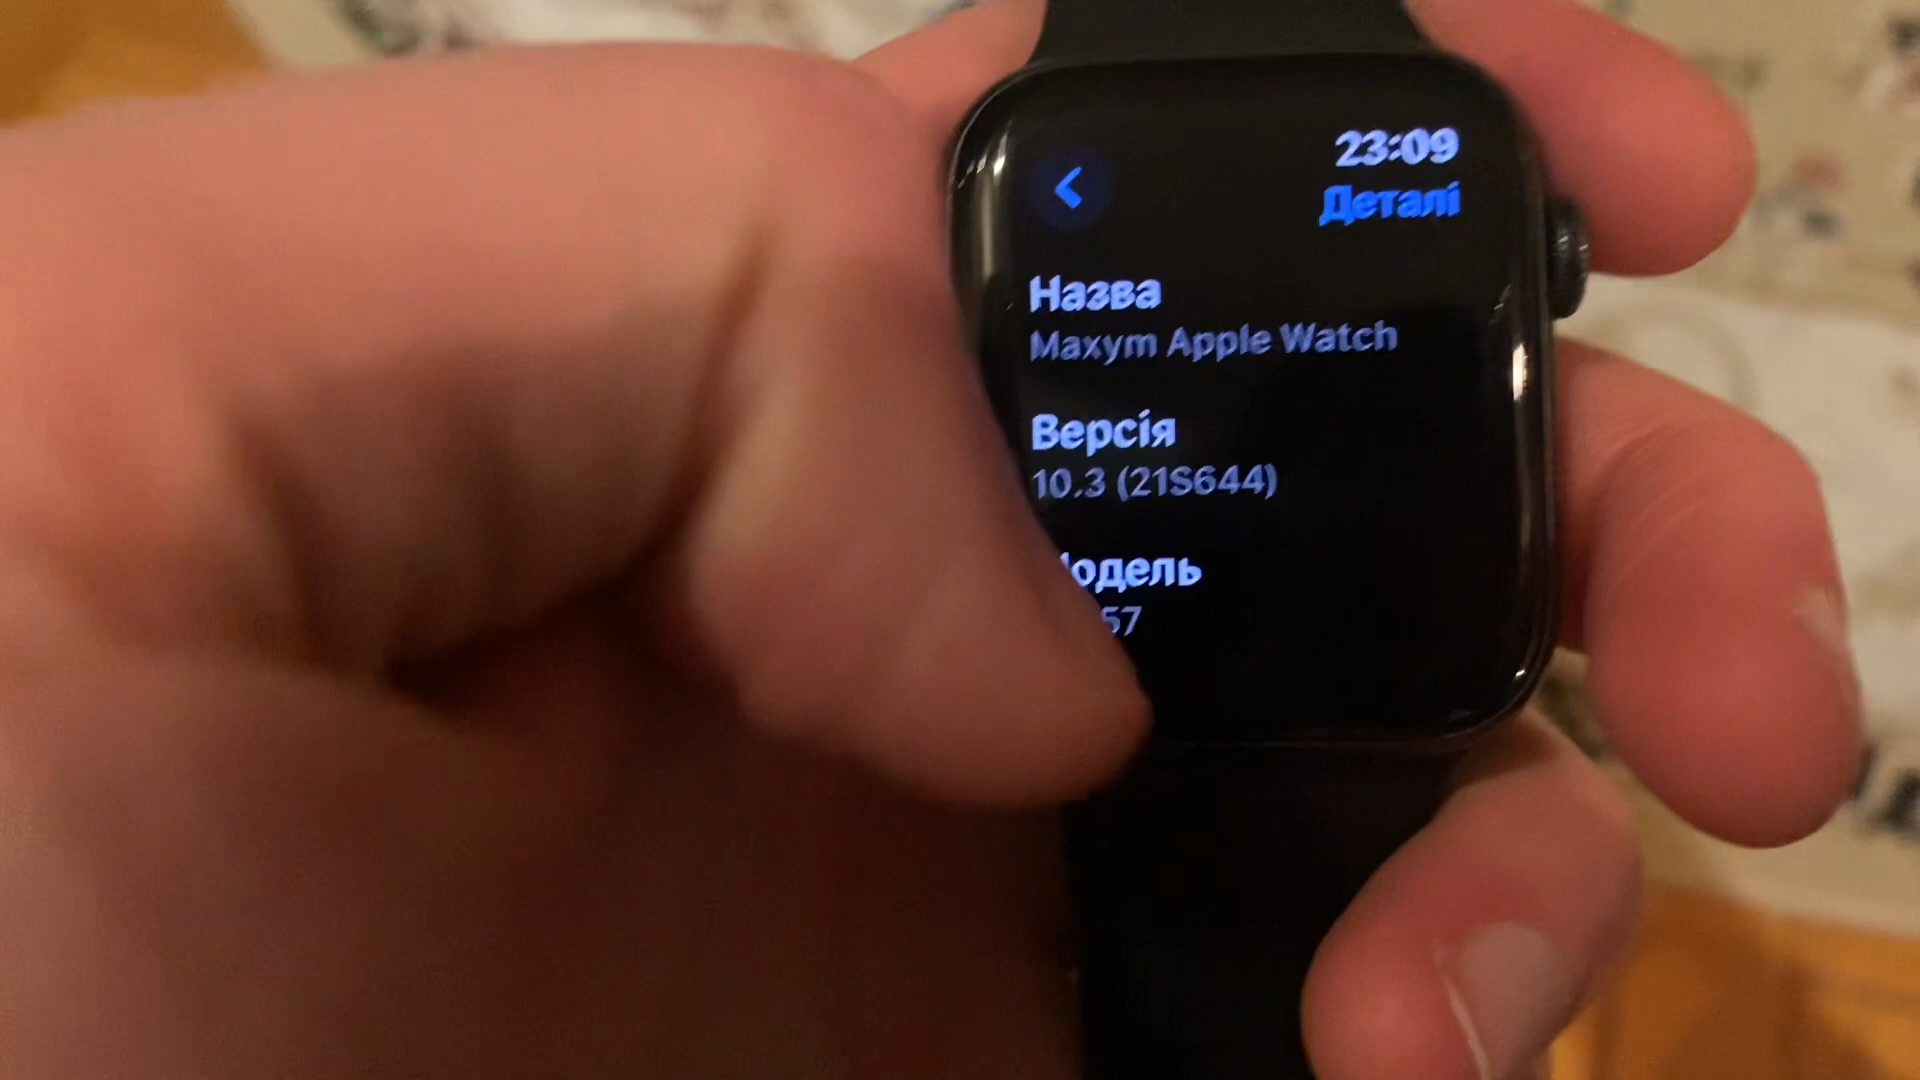 23:09
Деталі
Назва
Maxym Apple Watch
Версія
10.3 (21S644)